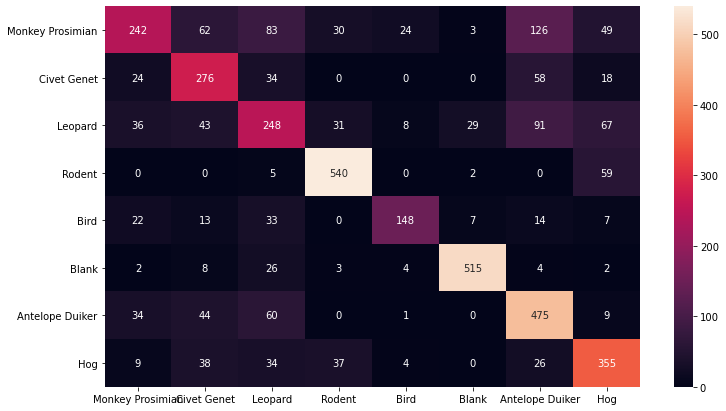 Monkey Prosimian 242 62 83 30 24 3 126 49
Civet Genet 24 276 34 0 0 0 58 18
Leopard 36 43 248 31 8 29 91 67
Rodent 0 0 5 540 0 2 0 59
Bird 22 13 33 0 148 7 14 7
Blank 2 8 26 3 4 515 4 2
Antelope Duiker 34 44 60 0 1 0 475 9
Hog 9 38 34 37 4 0 26 355
Monkey Prosimian Civet Genet Leopard Rodent Bird Blank Antelope Duiker Hog
500
400
300
200
100
0